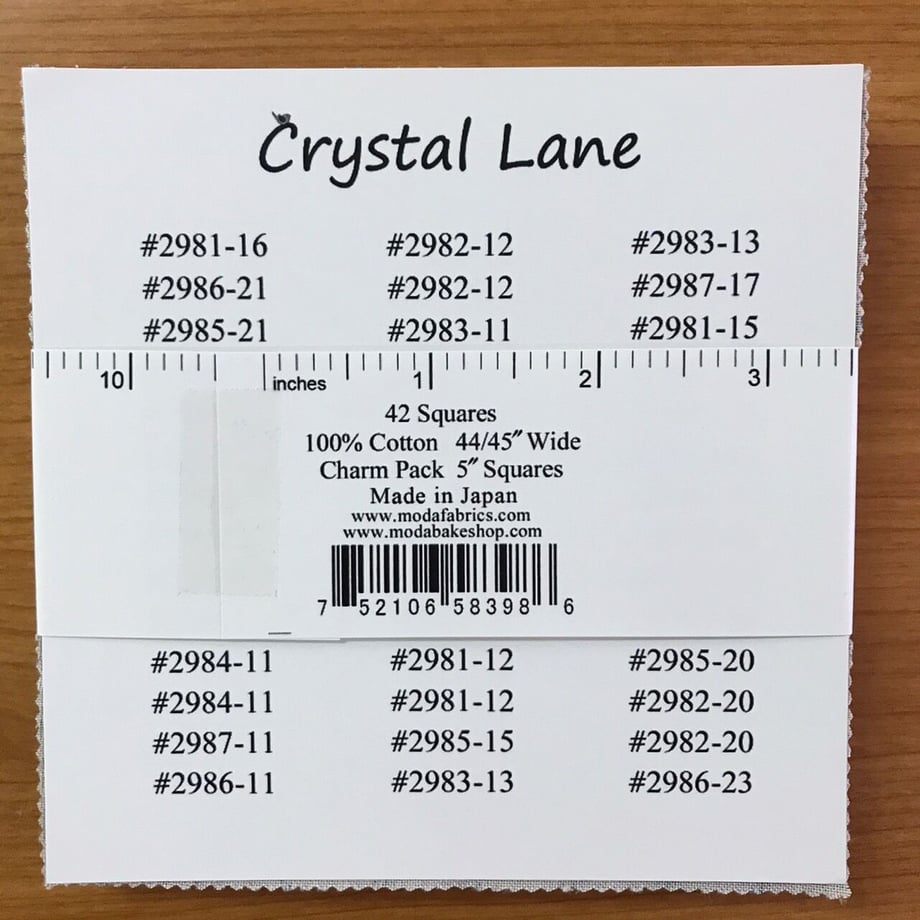 Crystal Lane
#2981-16 #2982-12 #2983-13
#2986-21 #2982-12 #2987-17
#2985-21 #2983-11 #2981-15
10 inches 1 2 3
42 Squares
100% Cotton 44/45″ Wide
Charm Pack 5″ Squares
Made in Japan
www.modafabrics.com
www.modabakeshop.com
7 52106 58398 6
#2984-11 #2981-12 #2985-20
#2984-11 #2981-12 #2982-20
#2987-11 #2985-15 #2982-20
#2986-11 #2983-13 #2986-23